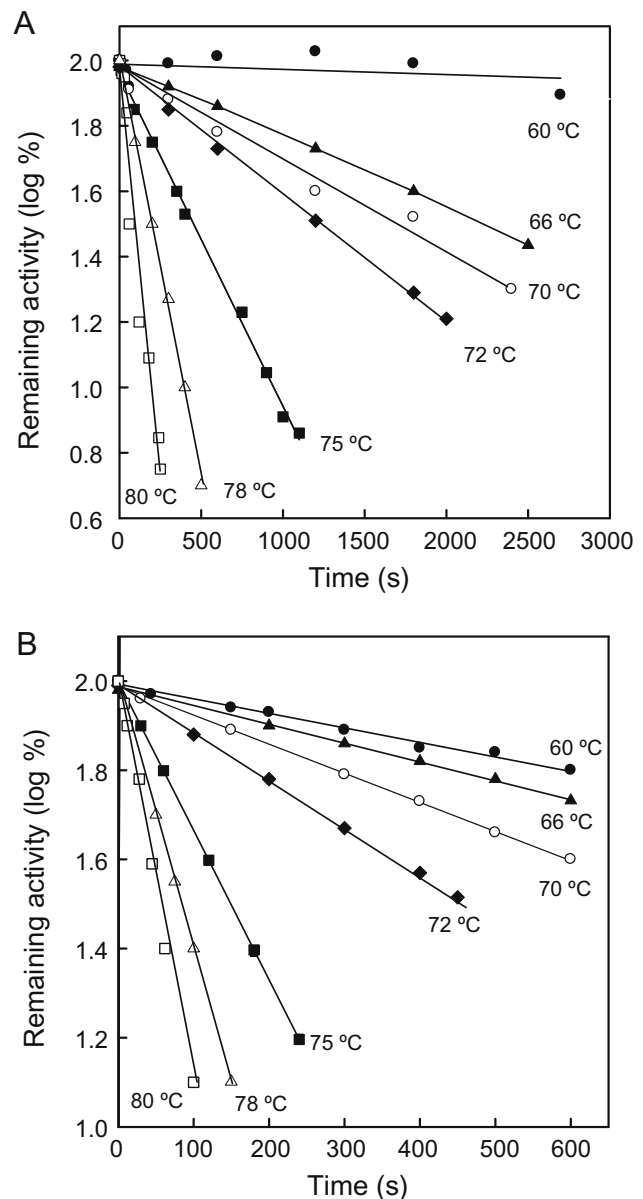 A
Remaining activity (log %)
2.0
1.8
1.6
1.4
1.2
1.0
0.8
0.6
60 ºC
66 ºC
70 ºC
72 ºC
75 ºC
78 ºC
80 ºC
0 500 1000 1500 2000 2500 3000
Time (s)
B
Remaining activity (log %)
2.0
1.8
1.6
1.4
1.2
1.0
60 ºC
66 ºC
70 ºC
72 ºC
75 ºC
80 ºC 78 ºC
0 100 200 300 400 500 600
Time (s)